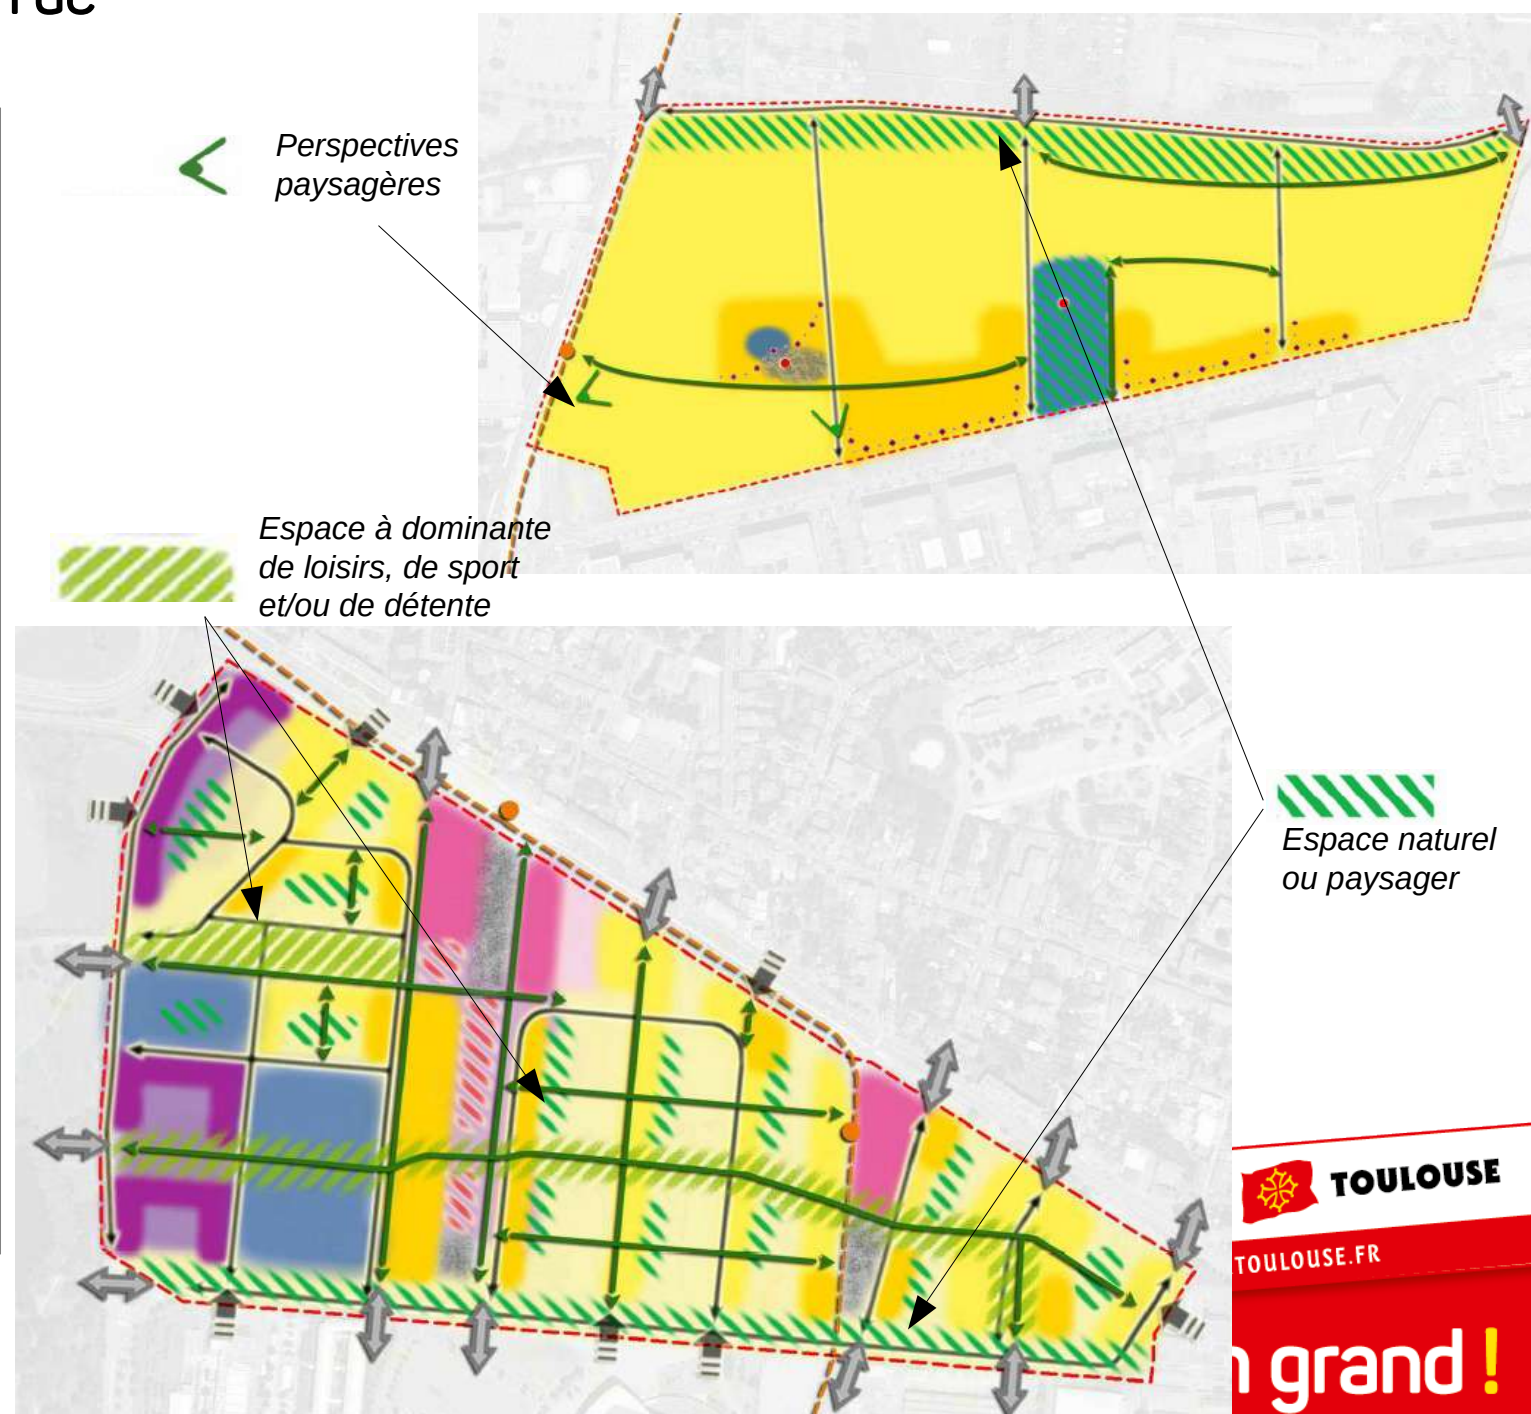 Perspectives
paysagères
Espace à dominante
de loisirs, de sport
et/ou de détente
Espace naturel
ou paysager
TOULOUSE
TOULOUSE.FR
grand !